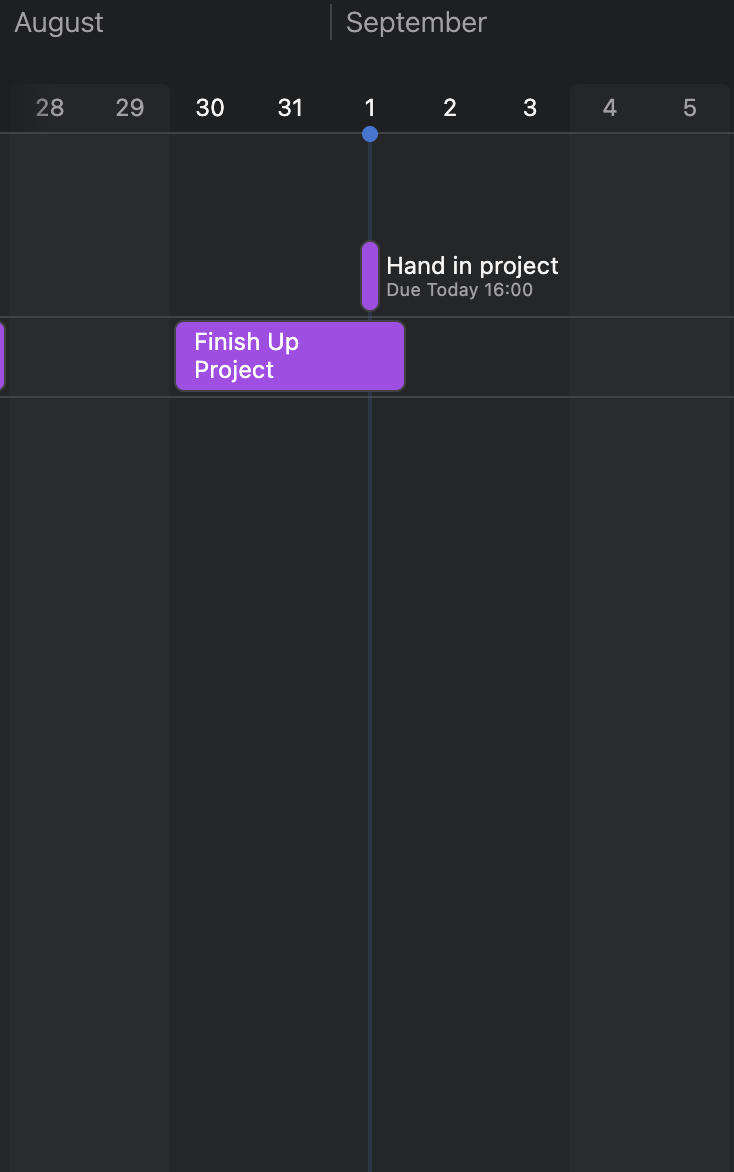 August
September
28 29 30 31 1 2 3 4 5
Hand in project
Due Today 16:00
Finish Up
Project